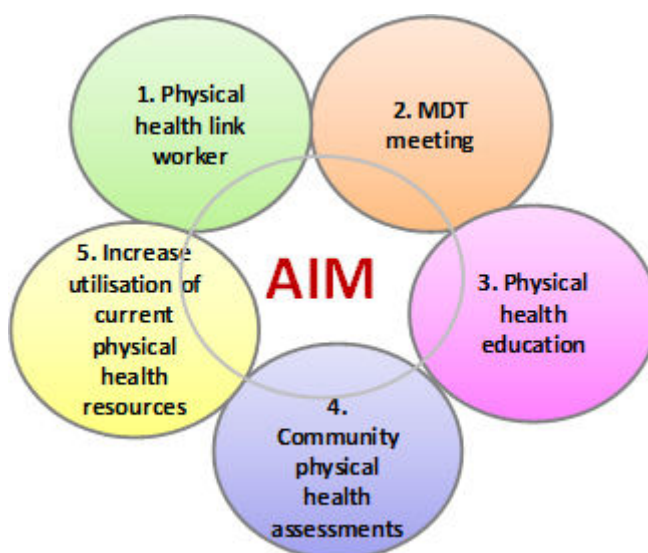 1. Physical
health link
worker
2. MDT
meeting
3. Physical
health
education
4.
Community
physical
health
assessments
5. Increase
utilisation of
current
physical
health
resources
AIM